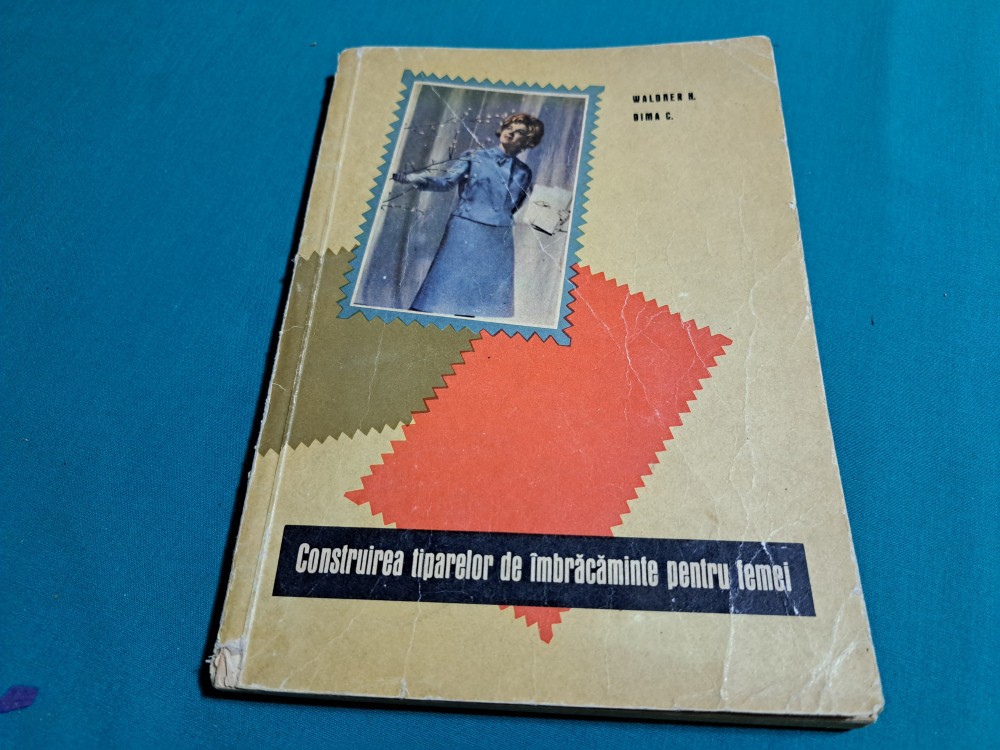 WALDNER H.
DIMA C.
Construirea tiparelor de îmbrăcăminte pentru femei